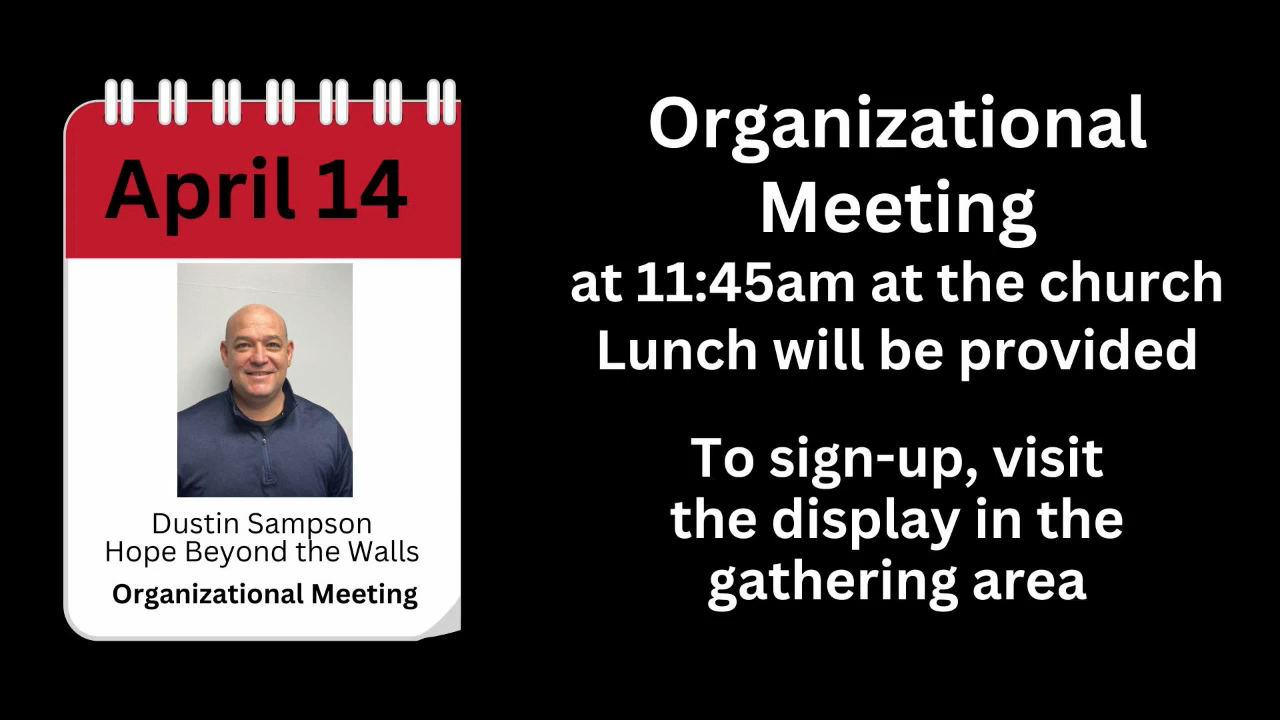 April 14
Dustin Sampson
Hope Beyond the Walls
Organizational Meeting
Organizational
Meeting
at 11:45am at the church
Lunch will be provided
To sign-up, visit
the display in the
gathering area